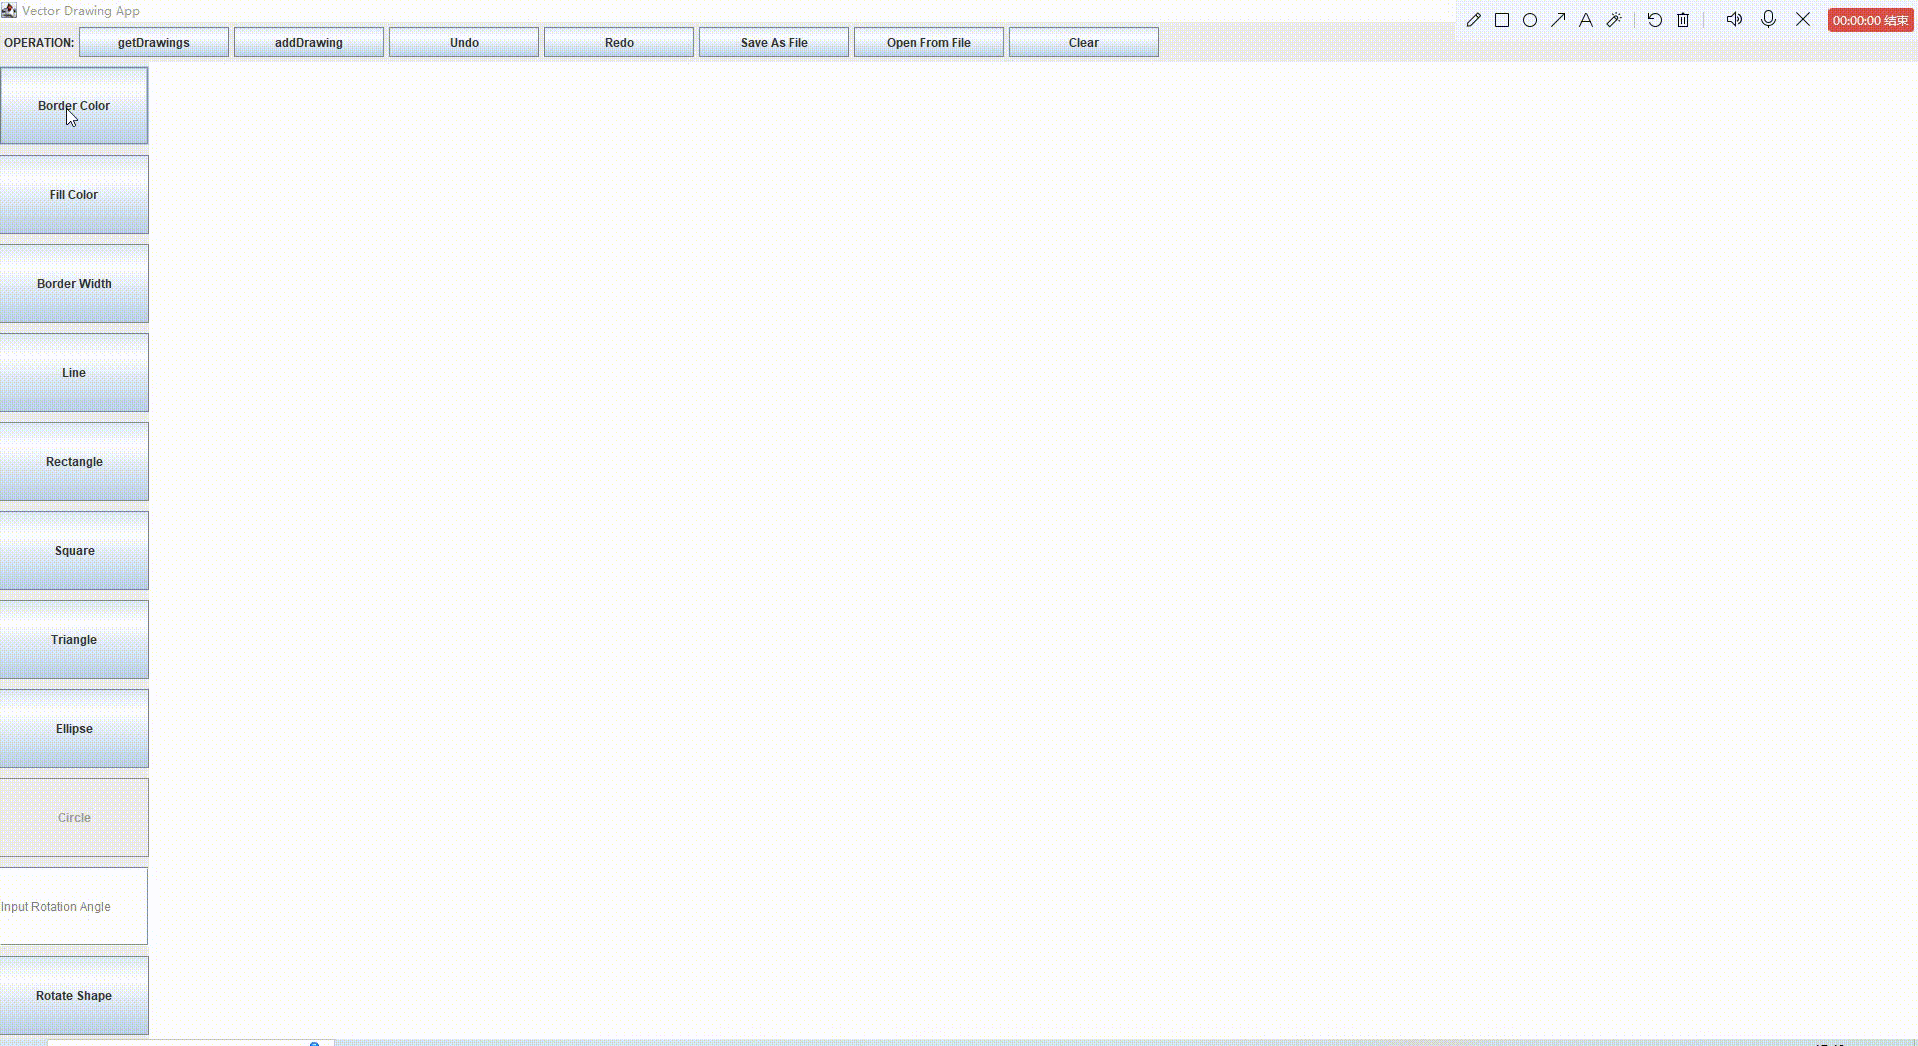 Vector Drawing App
00:00:00 结束
OPERATION: getDrawings addDrawing Undo Redo Save As File Open From File Clear
Border Color
Fill Color
Border Width
Line
Rectangle
Square
Triangle
Ellipse
Circle
Input Rotation Angle
Rotate Shape